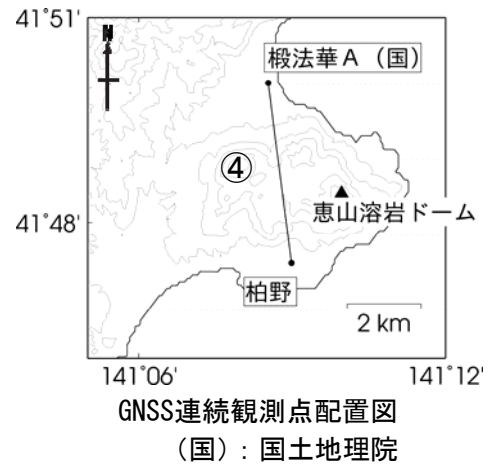 41˚51'
N
椴法華A（国）
④
恵山溶岩ドーム
41˚48'
柏野
2 km
141˚06'
141˚12'
GNSS連続観測点配置図
（国）: 国土地理院